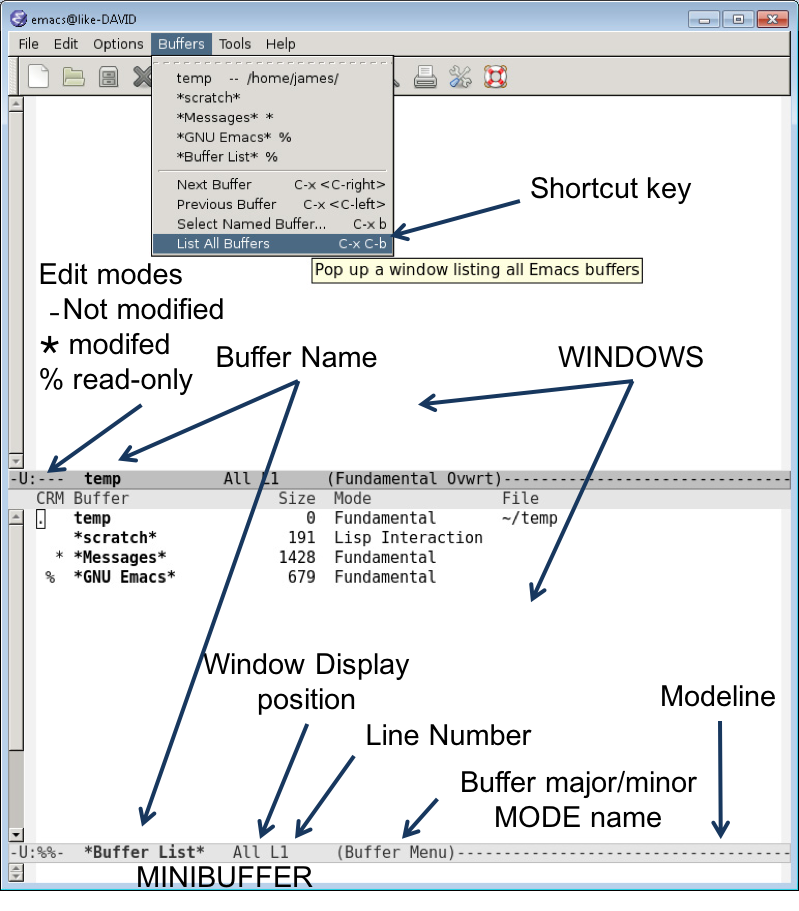 emacs@like-DAVID
File Edit Options Buffers Tools Help
temp -- /home/james/
*scratch*
*Messages* *
*GNU Emacs* %
*Buffer List* %
Next Buffer C-x <C-right>
Previous Buffer C-x <C-left>
Select Named Buffer... C-x b
List All Buffers C-x C-b
Shortcut key
Pop up a window listing all Emacs buffers
Edit modes
-Not modified
* modifed
% read-only
Buffer Name
WINDOWS
-U:--- temp All L1 (Fundamental Ovwrt)--------------------------------
CRM Buffer Size Mode File
. temp 0 Fundamental ~/temp
*scratch* 191 Lisp Interaction
* *Messages* 1428 Fundamental
% *GNU Emacs* 679 Fundamental
Window Display
position
Modeline
Line Number
Buffer major/minor
MODE name
-U:%%- *Buffer List* All L1 (Buffer Menu)-------------------------------------
MINIBUFFER